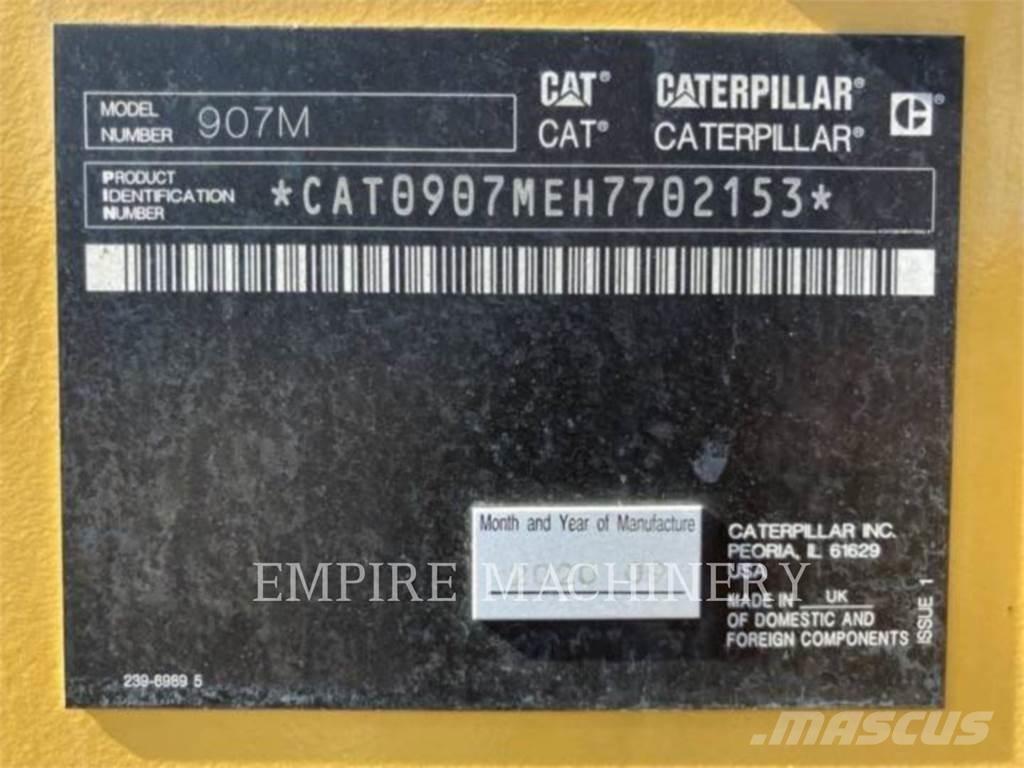 CAT® CATERPILLAR®
MODEL NUMBER 907M CAT® CATERPILLAR®
PRODUCT IDENTIFICATION NUMBER *CAT0907MEH7702153*
Month and Year of Manufacture
CATERPILLAR INC.
PEORIA, IL 61629
USA
MADE IN UK
OF DOMESTIC AND
FOREIGN COMPONENTS
ISSUE 1
239-6969 5
EMPIRE MACHINERY
MASCUS